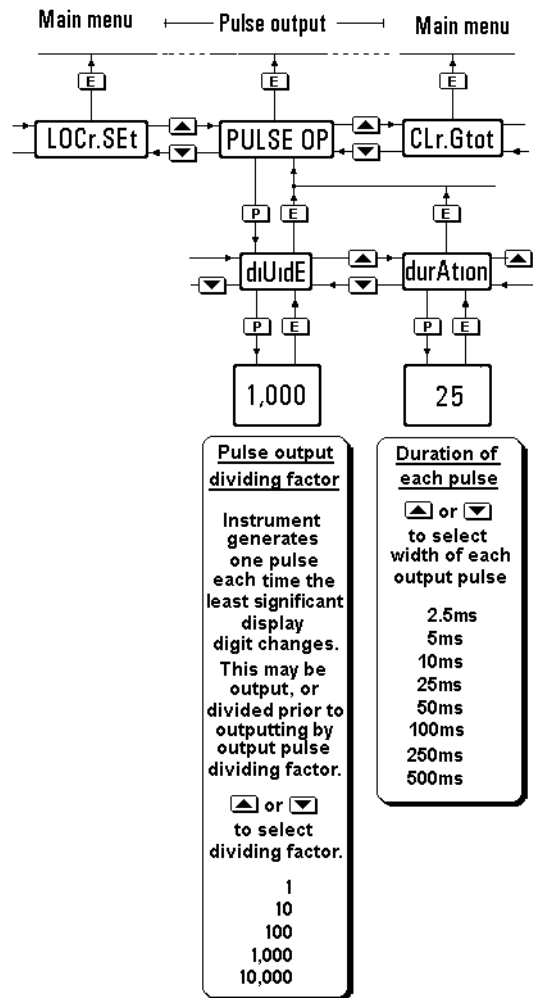 Main menu
Pulse output
Main menu
E
E
E
LOCr.SEt
PULSE OP
CLr.Gtot
P
E
E
dıUıdE
durAtıon
P
E
P
E
1,000
25
Pulse output
dividing factor
Instrument
generates
one pulse
each time the
least significant
display
digit changes.
This may be
output, or
divided prior to
outputting by
output pulse
dividing factor.
or
to select
dividing factor.
1
10
100
1,000
10,000
Duration of
each pulse
or
to select
width of each
output pulse
2.5ms
5ms
10ms
25ms
50ms
100ms
250ms
500ms